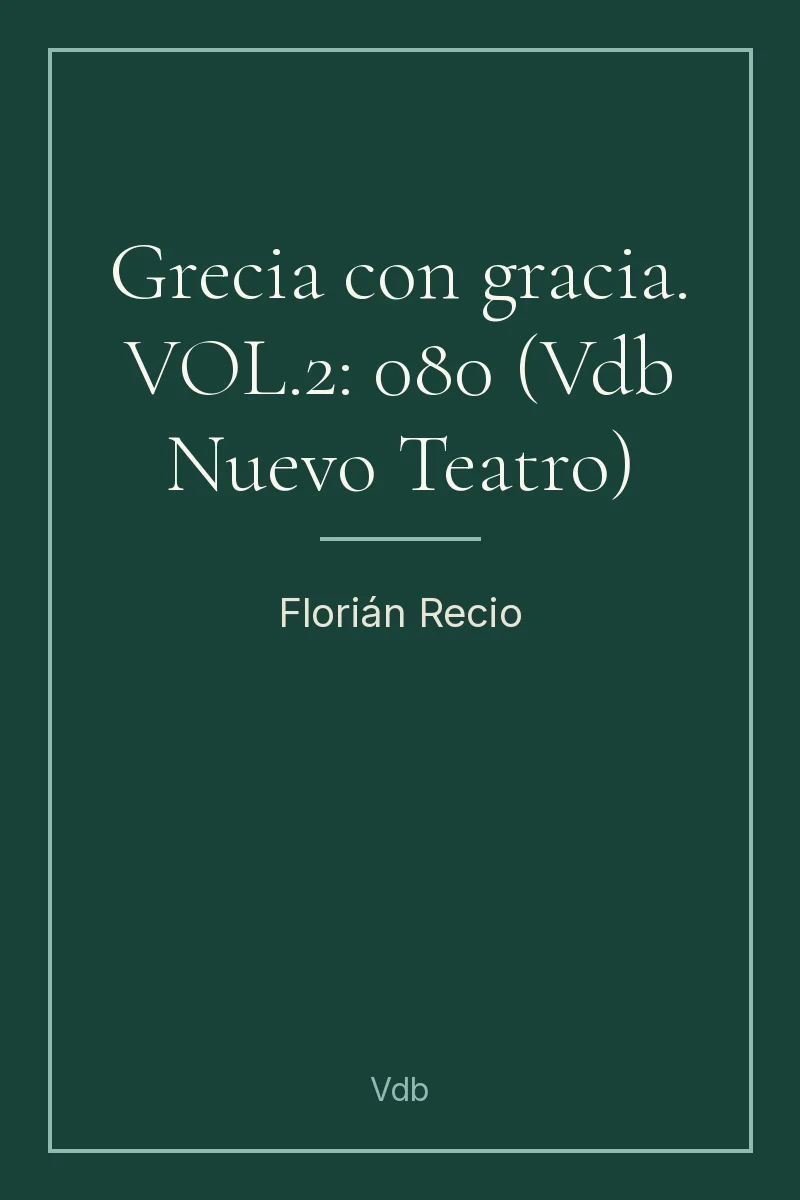 Grecia con gracia.
VOL.2: 080 (Vdb
Nuevo Teatro)
Florián Recio
Vdb